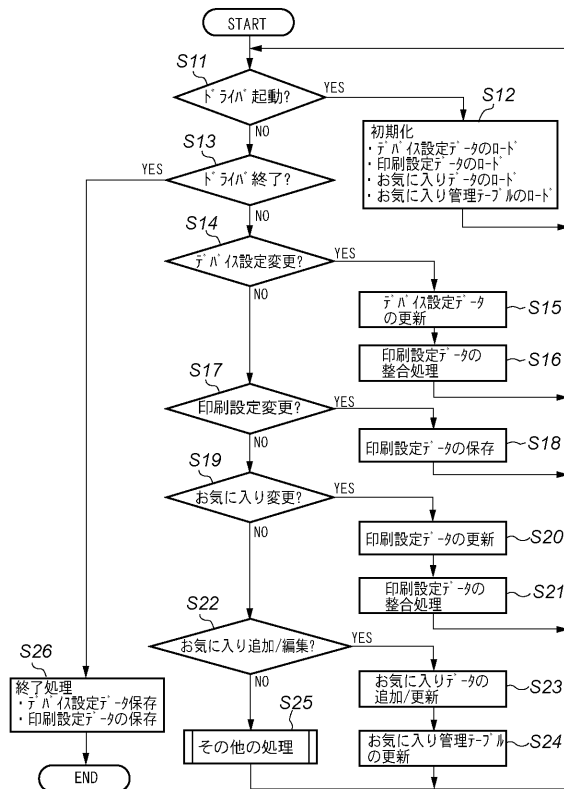 START
S11
ドライバ起動?
YES
NO
S12
初期化
・デバイス設定データのロード
・印刷設定データのロード
・お気に入りデータのロード
・お気に入り管理テーブルのロード
S13
YES
ドライバ終了?
NO
S14
デバイス設定変更?
YES
NO
デバイス設定データ
の更新
S15
印刷設定データの
整合処理
S16
S17
印刷設定変更?
YES
NO
印刷設定データの保存
S18
S19
お気に入り変更?
YES
NO
印刷設定データの更新
S20
印刷設定データの
整合処理
S21
S22
お気に入り追加/編集?
YES
NO
お気に入りデータの
追加/更新
S23
お気に入り管理テーブル
の更新
S24
S25
その他の処理
S26
終了処理
・デバイス設定データ保存
・印刷設定データの保存
END